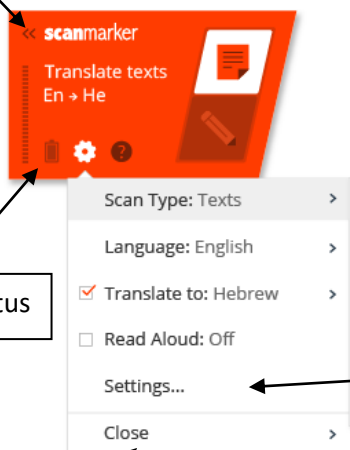 « scanmarker
Translate texts
En → He
?
Scan Type: Texts >
Language: English >
Translate to: Hebrew >
tus
Read Aloud: Off
Settings...
Close >